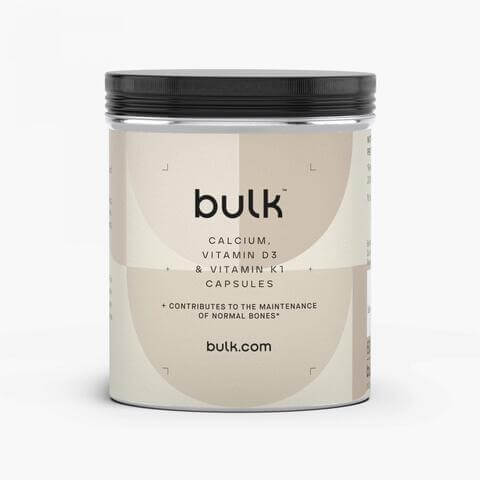 bulk™
CALCIUM,
VITAMIN D3
& VITAMIN K1
CAPSULES
+ CONTRIBUTES TO THE MAINTENANCE
OF NORMAL BONES*
bulk.com